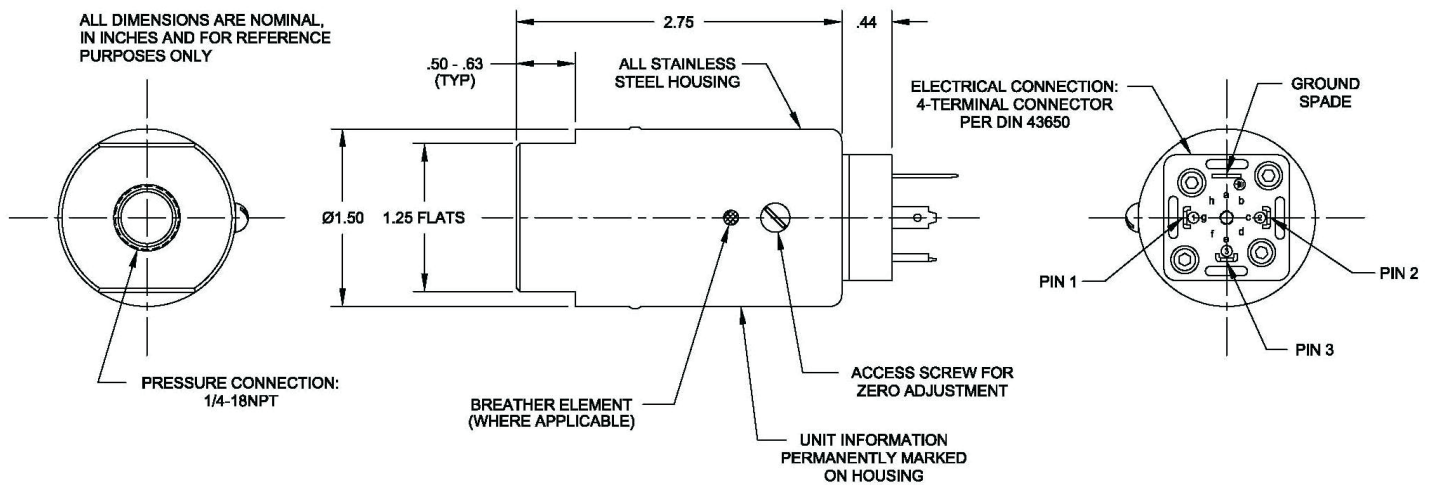 ALL DIMENSIONS ARE NOMINAL,
IN INCHES AND FOR REFERENCE
PURPOSES ONLY
2.75
.44
.50 - .63
(TYP)
ALL STAINLESS
STEEL HOUSING
ELECTRICAL CONNECTION:
4-TERMINAL CONNECTOR
PER DIN 43650
GROUND
SPADE
Ø1.50
1.25 FLATS
a
h b
1 g c 2
f d
e
3
PIN 1
PIN 2
PIN 3
PRESSURE CONNECTION:
1/4-18NPT
BREATHER ELEMENT
(WHERE APPLICABLE)
ACCESS SCREW FOR
ZERO ADJUSTMENT
UNIT INFORMATION
PERMANENTLY MARKED
ON HOUSING